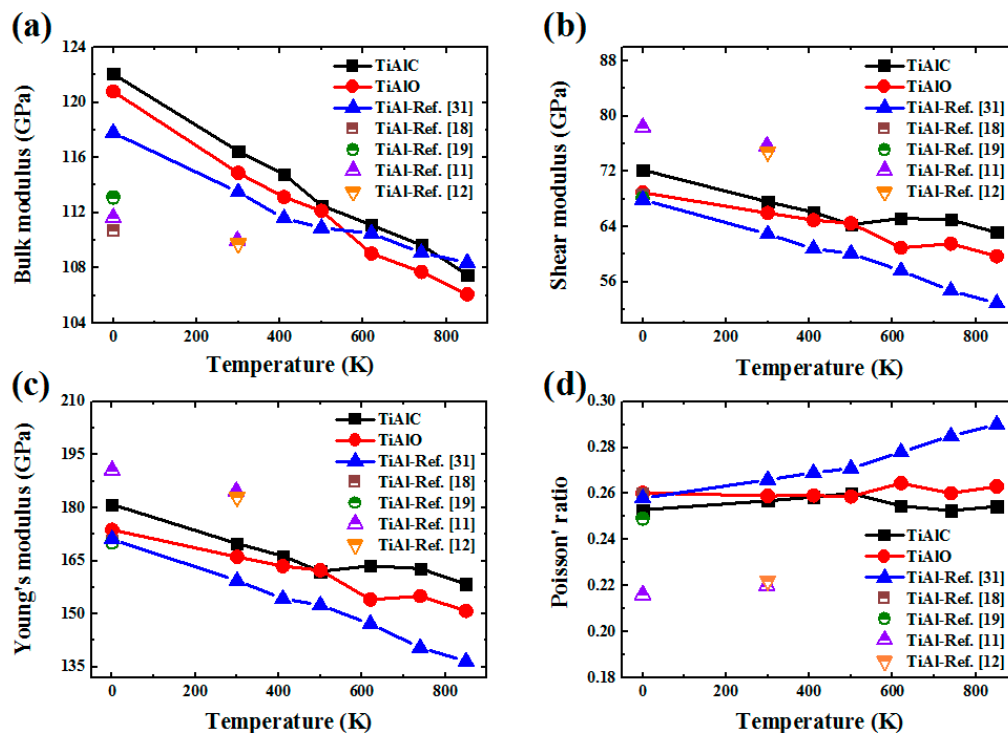 (a)
124
120
116
112
108
104
Bulk modulus (GPa)
TiAlC
TiAlO
TiAl-Ref. [31]
TiAl-Ref. [18]
TiAl-Ref. [19]
TiAl-Ref. [11]
TiAl-Ref. [12]
0 200 400 600 800
Temperature (K)
(b)
88
80
72
64
56
Shear modulus (GPa)
TiAlC
TiAlO
TiAl-Ref. [31]
TiAl-Ref. [18]
TiAl-Ref. [19]
TiAl-Ref. [11]
TiAl-Ref. [12]
0 200 400 600 800
Temperature (K)
(c)
210
195
180
165
150
135
Young's modulus (GPa)
TiAlC
TiAlO
TiAl-Ref. [31]
TiAl-Ref. [18]
TiAl-Ref. [19]
TiAl-Ref. [11]
TiAl-Ref. [12]
0 200 400 600 800
Temperature (K)
(d)
0.30
0.28
0.26
0.24
0.22
0.20
0.18
Poisson' ratio
TiAlC
TiAlO
TiAl-Ref. [31]
TiAl-Ref. [18]
TiAl-Ref. [19]
TiAl-Ref. [11]
TiAl-Ref. [12]
0 200 400 600 800
Temperature (K)